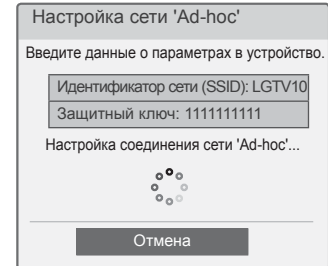 Настройка сети 'Ad-hoc'
Введите данные о параметрах в устройство.
Идентификатор сети (SSID): LGTV10
Защитный ключ: 1111111111
Настройка соединения сети 'Ad-hoc'...
Отмена